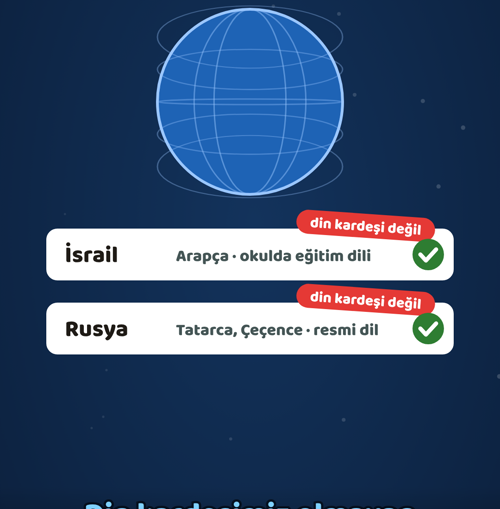 din kardeşi değil
İsrail Arapça · okulda eğitim dili
din kardeşi değil
Rusya Tatarca, Çeçence · resmi dil